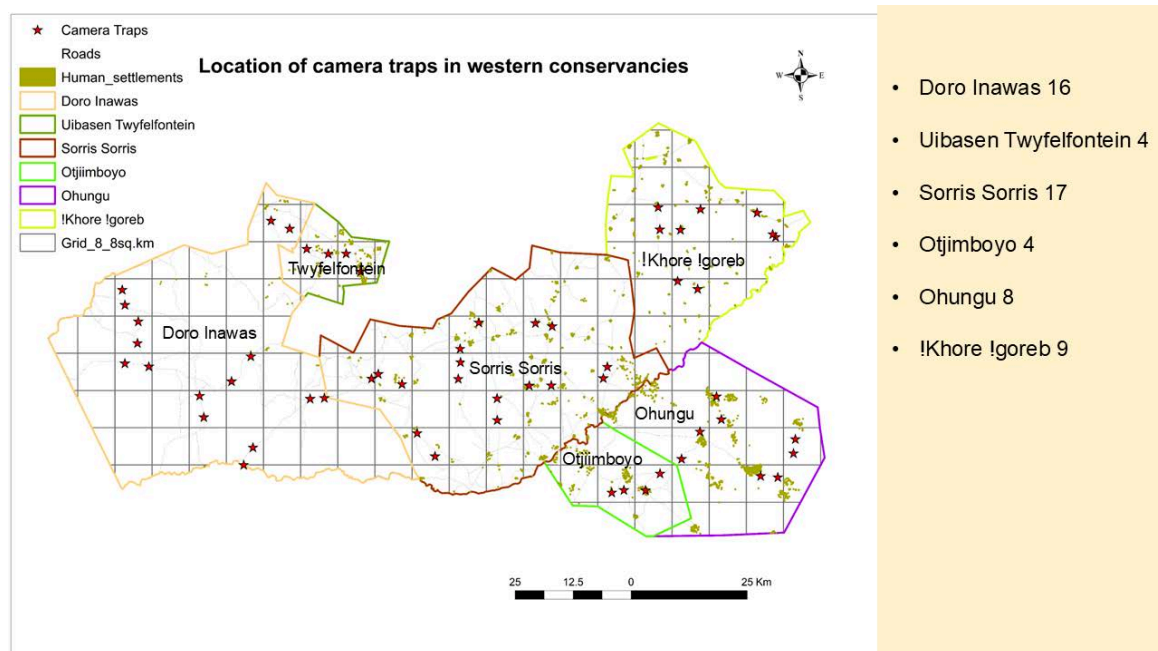 Camera Traps
Roads
Human_settlements
Doro Inawas
Uibasen Twyfelfontein
Sorris Sorris
Otjiimboyo
Ohungu
!Khore !goreb
Grid_8_8sq.km
Location of camera traps in western conservancies
N
W
E
S
!Khore !goreb
Twyfelfontein
Doro Inawas
Sorris Sorris
Ohungu
Otjiimboyo
25 12.5 0 25 Km
• Doro Inawas 16
• Uibasen Twyfelfontein 4
• Sorris Sorris 17
• Otjimboyo 4
• Ohungu 8
• !Khore !goreb 9